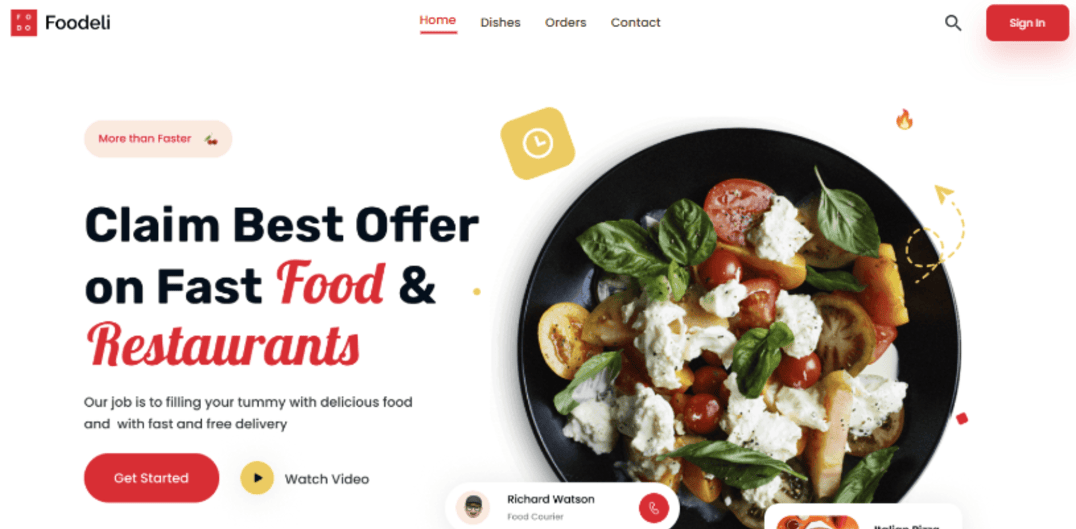 FO
DO
Foodeli
Home
Dishes
Orders
Contact
Sign In
More than Faster
Claim Best Offer
on Fast Food &
Restaurants
Our job is to filling your tummy with delicious food
and with fast and free delivery
Get Started
Watch Video
Richard Watson
Food Courier
Italian Pizza